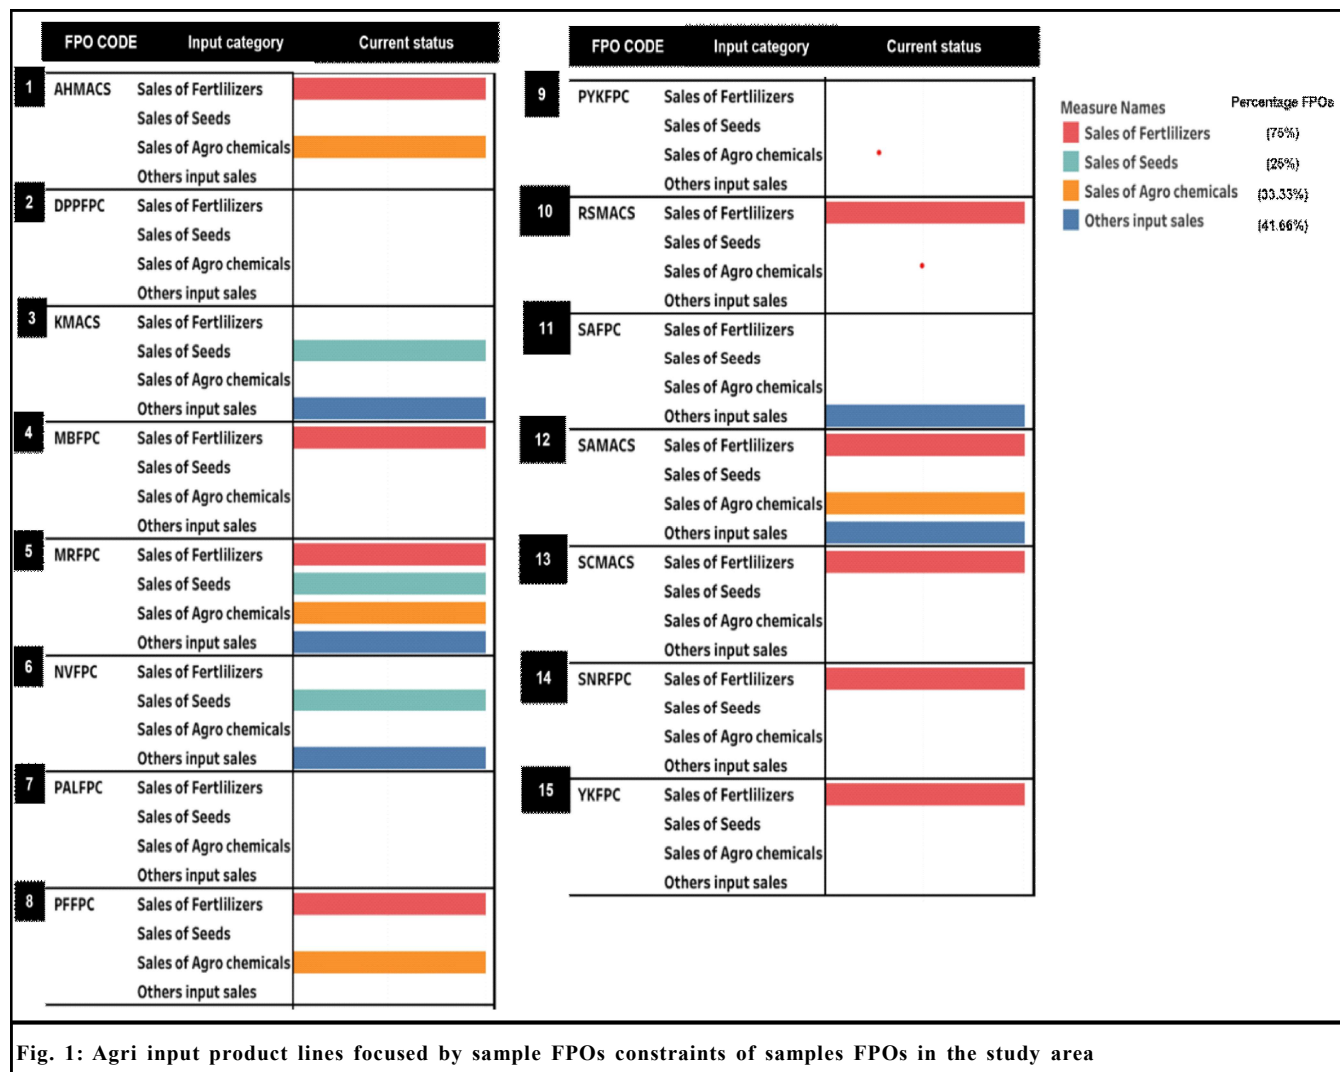 FPO CODE Input category Current status
1 AHMACS Sales of Fertlilizers
Sales of Seeds
Sales of Agro chemicals
Others input sales
2 DPPFPC Sales of Fertlilizers
Sales of Seeds
Sales of Agro chemicals
Others input sales
3 KMACS Sales of Fertlilizers
Sales of Seeds
Sales of Agro chemicals
Others input sales
4 MBFPC Sales of Fertlilizers
Sales of Seeds
Sales of Agro chemicals
Others input sales
5 MRFPC Sales of Fertlilizers
Sales of Seeds
Sales of Agro chemicals
Others input sales
6 NVFPC Sales of Fertlilizers
Sales of Seeds
Sales of Agro chemicals
Others input sales
7 PALFPC Sales of Fertlilizers
Sales of Seeds
Sales of Agro chemicals
Others input sales
8 PFFPC Sales of Fertlilizers
Sales of Seeds
Sales of Agro chemicals
Others input sales
FPO CODE Input category Current status
9 PYKFPC Sales of Fertlilizers
Sales of Seeds
Sales of Agro chemicals
Others input sales
10 RSMACS Sales of Fertlilizers
Sales of Seeds
Sales of Agro chemicals
Others input sales
11 SAFPC Sales of Fertlilizers
Sales of Seeds
Sales of Agro chemicals
Others input sales
12 SAMACS Sales of Fertlilizers
Sales of Seeds
Sales of Agro chemicals
Others input sales
13 SCMACS Sales of Fertlilizers
Sales of Seeds
Sales of Agro chemicals
Others input sales
14 SNRFPC Sales of Fertlilizers
Sales of Seeds
Sales of Agro chemicals
Others input sales
15 YKFPC Sales of Fertlilizers
Sales of Seeds
Sales of Agro chemicals
Others input sales
Measure Names Percentage FPOs
Sales of Fertlilizers (75%)
Sales of Seeds (25%)
Sales of Agro chemicals (33.33%)
Others input sales (41.66%)
Fig. 1: Agri input product lines focused by sample FPOs constraints of samples FPOs in the study area